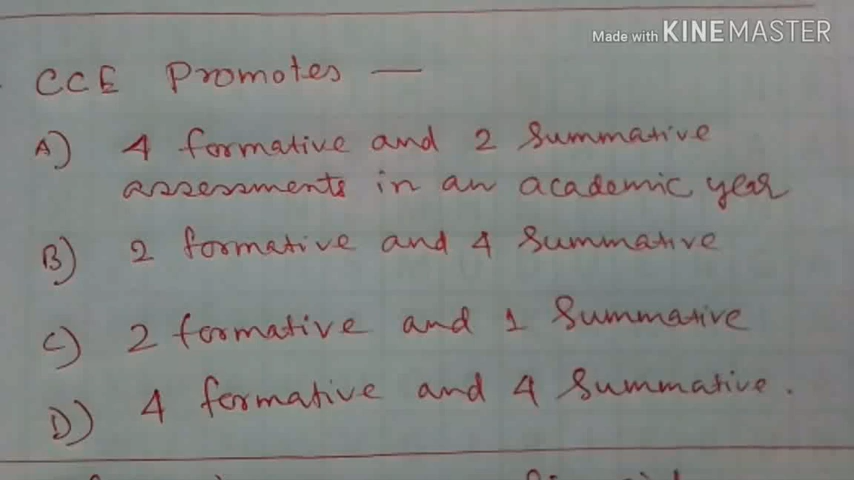 Made with KINEMASTER
CCE Promotes —
A) 4 formative and 2 Summative
assessments in an academic year
B) 2 formative and 4 Summative
C) 2 formative and 1 Summative
D) 4 formative and 4 Summative.